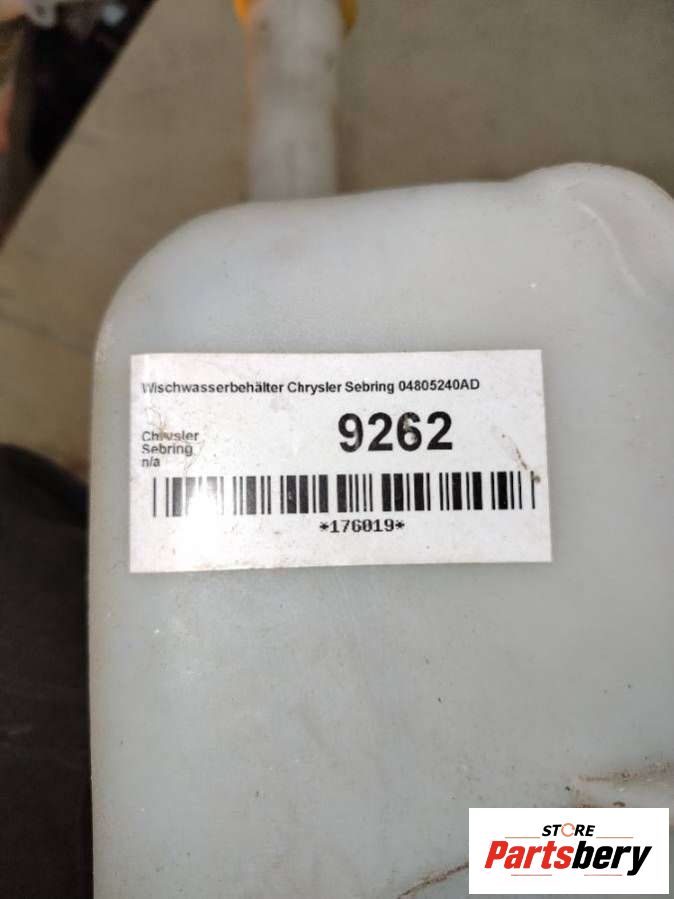 Wischwasserbehälter Chrysler Sebring 04805240AD
9262
Chrysler
Sebring
n/a
*176019*
STORE
Partsbery